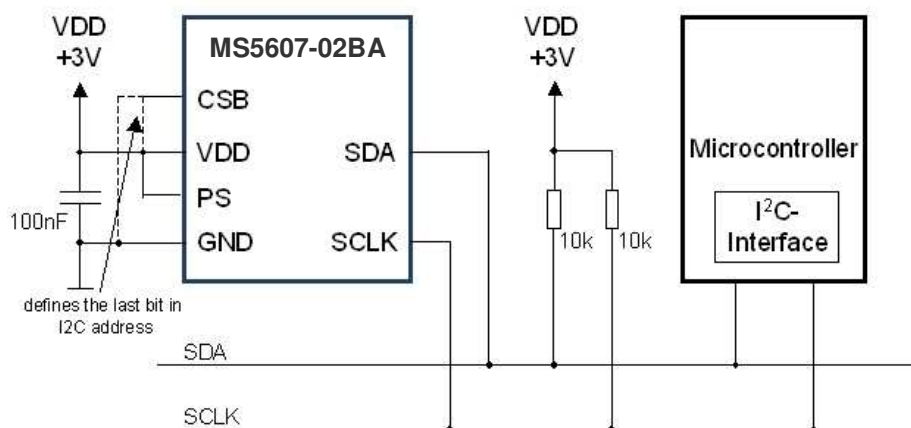 VDD
+3V
MS5607-02BA
CSB
VDD
PS
GND
SDA
SCLK
100nF
defines the last bit in
I2C address
VDD
+3V
10k
10k
Microcontroller
I²C-
Interface
SDA
SCLK